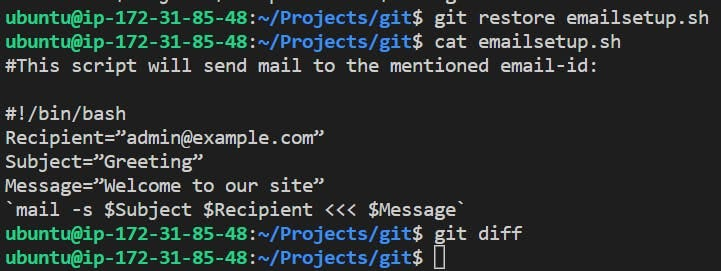 ubuntu@ip-172-31-85-48:~/Projects/git$ git restore emailsetup.sh
ubuntu@ip-172-31-85-48:~/Projects/git$ cat emailsetup.sh
#This script will send mail to the mentioned email-id:
#!/bin/bash
Recipient=”admin@example.com”
Subject=”Greeting”
Message=”Welcome to our site”
`mail -s $Subject $Recipient <<< $Message`
ubuntu@ip-172-31-85-48:~/Projects/git$ git diff
ubuntu@ip-172-31-85-48:~/Projects/git$